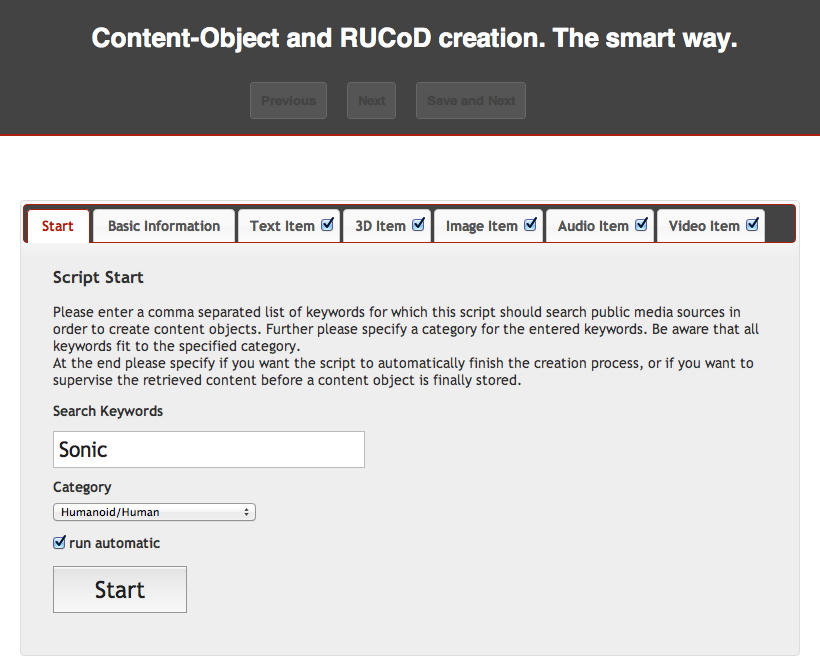 Content-Object and RUCoD creation. The smart way.
Previous Next Save and Next
Start Basic Information Text Item 3D Item Image Item Audio Item Video Item
Script Start
Please enter a comma separated list of keywords for which this script should search public media sources in
order to create content objects. Further please specify a category for the entered keywords. Be aware that all
keywords fit to the specified category.
At the end please specify if you want the script to automatically finish the creation process, or if you want to
supervise the retrieved content before a content object is finally stored.
Search Keywords
Sonic
Category
Humanoid/Human
run automatic
Start